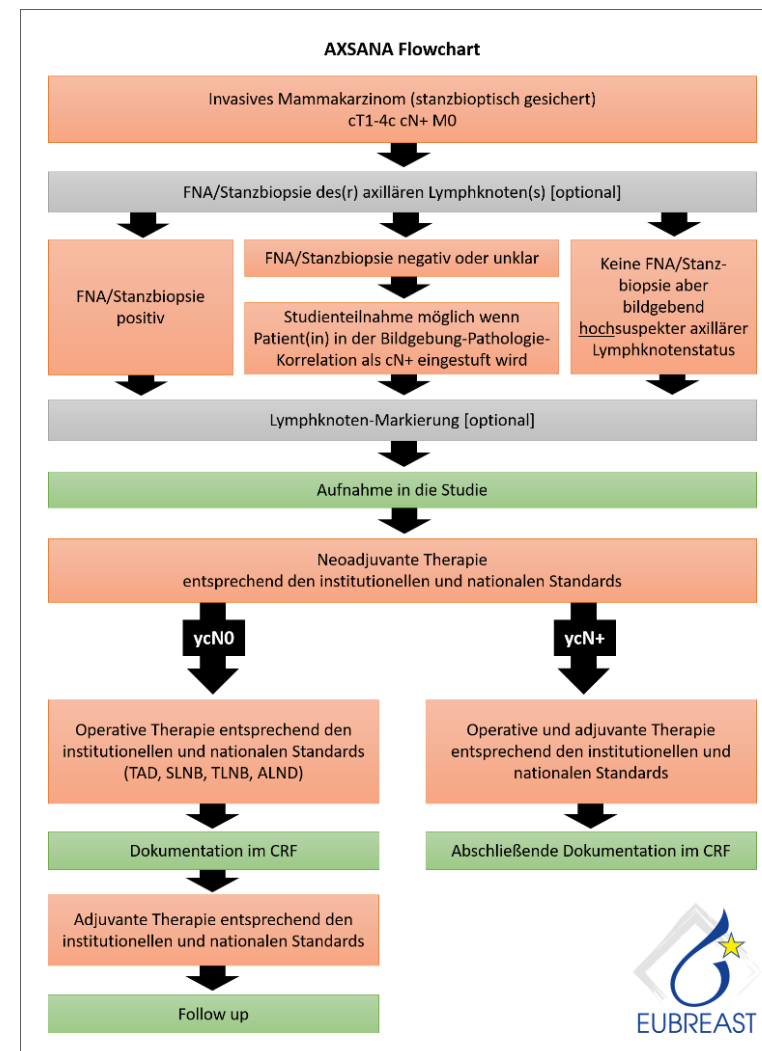 AXSANA Flowchart
Invasives Mammakarzinom (stanzbioptisch gesichert)
cT1-4c cN+ M0
FNA/Stanzbiopsie des(r) axillären Lymphknoten(s) [optional]
FNA/Stanzbiopsie
positiv
FNA/Stanzbiopsie negativ oder unklar
Studienteilnahme möglich wenn
Patient(in) in der Bildgebung-Pathologie-
Korrelation als cN+ eingestuft wird
Keine FNA/Stanz-
biopsie aber
bildgebend
hochsuspekter axillärer
Lymphknotenstatus
Lymphknoten-Markierung [optional]
Aufnahme in die Studie
Neoadjuvante Therapie
entsprechend den institutionellen und nationalen Standards
ycN0
ycN+
Operative Therapie entsprechend den
institutionellen und nationalen Standards
(TAD, SLNB, TLNB, ALND)
Operative und adjuvante Therapie
entsprechend den institutionellen und
nationalen Standards
Dokumentation im CRF
Abschließende Dokumentation im CRF
Adjuvante Therapie entsprechend den
institutionellen und nationalen Standards
Follow up
EUBREAST